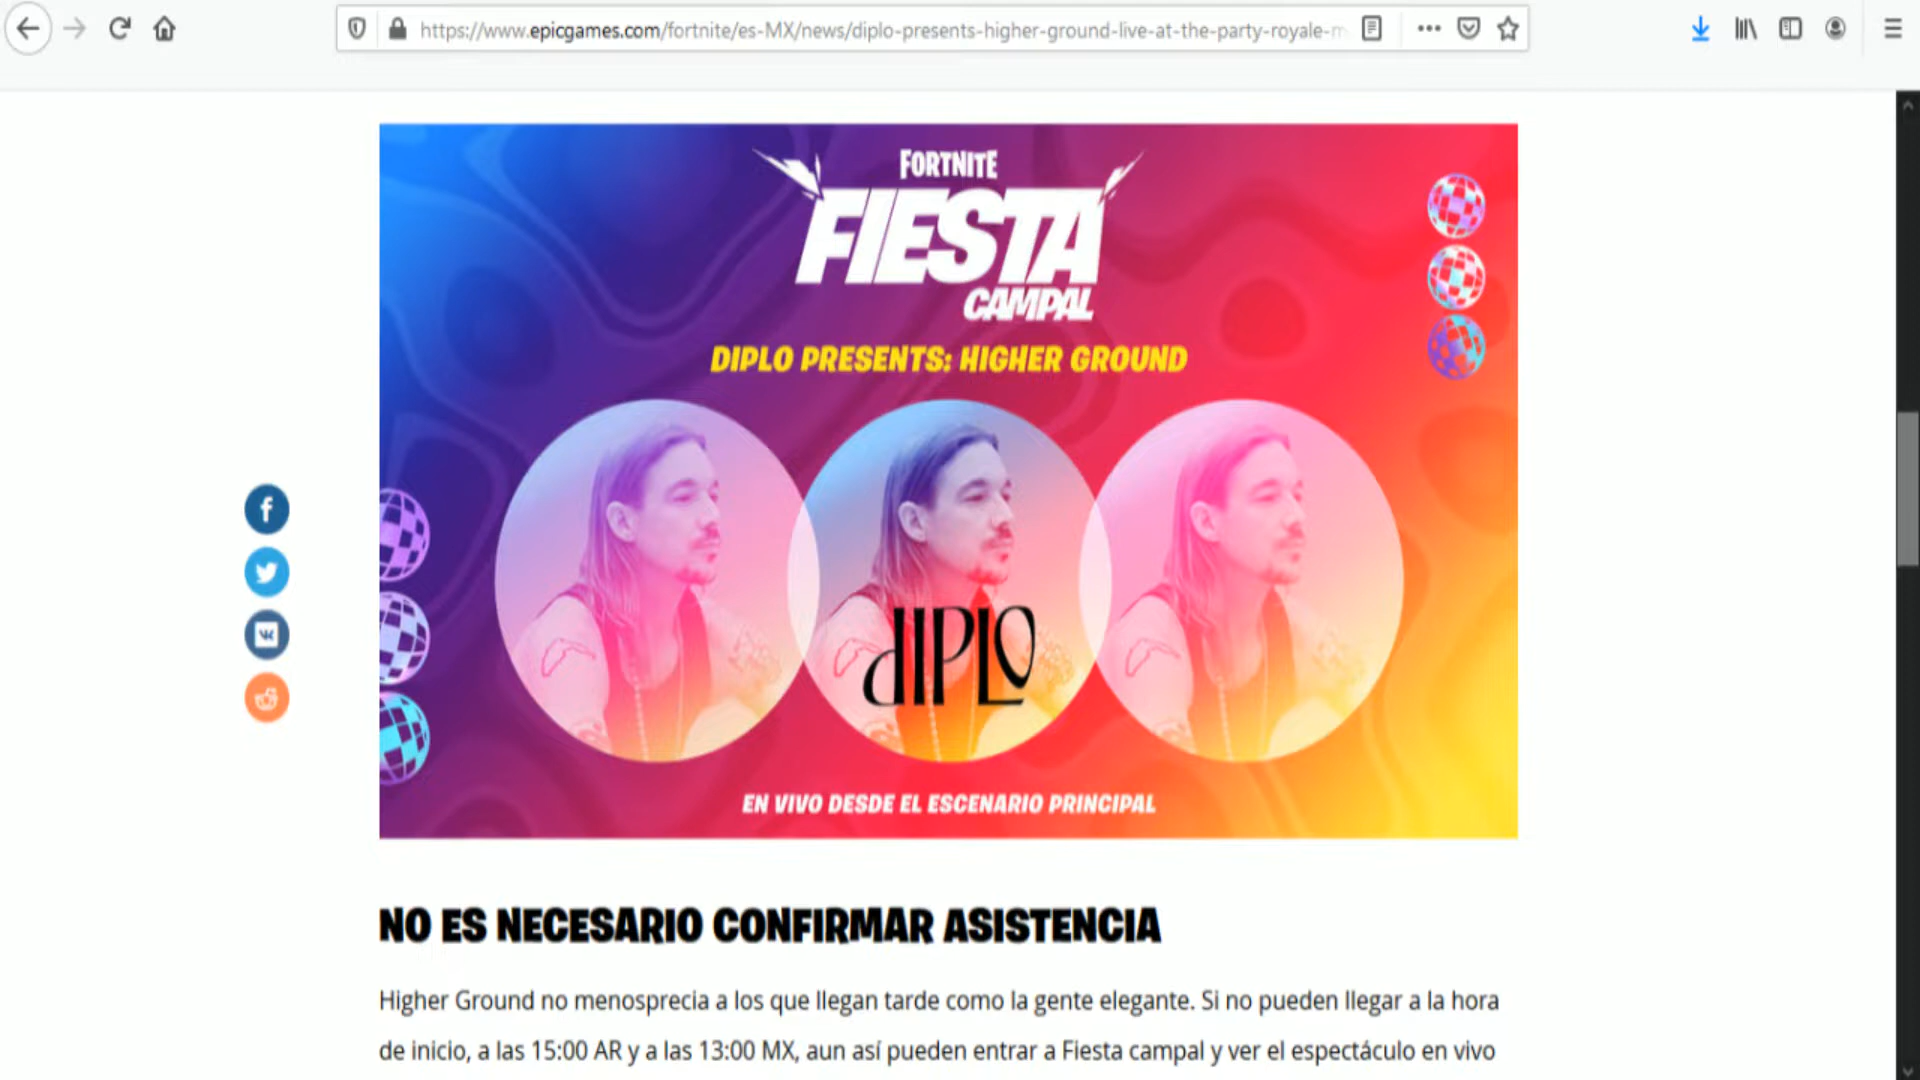 https://www.epicgames.com/fortnite/es-MX/news/diplo-presents-higher-ground-live-at-the-party-royale-m
FORTNITE
FIESTA
CAMPAL
DIPLO PRESENTS: HIGHER GROUND
dIPLO
EN VIVO DESDE EL ESCENARIO PRINCIPAL
NO ES NECESARIO CONFIRMAR ASISTENCIA
Higher Ground no menosprecia a los que llegan tarde como la gente elegante. Si no pueden llegar a la hora
de inicio, a las 15:00 AR y a las 13:00 MX, aun así pueden entrar a Fiesta campal y ver el espectáculo en vivo